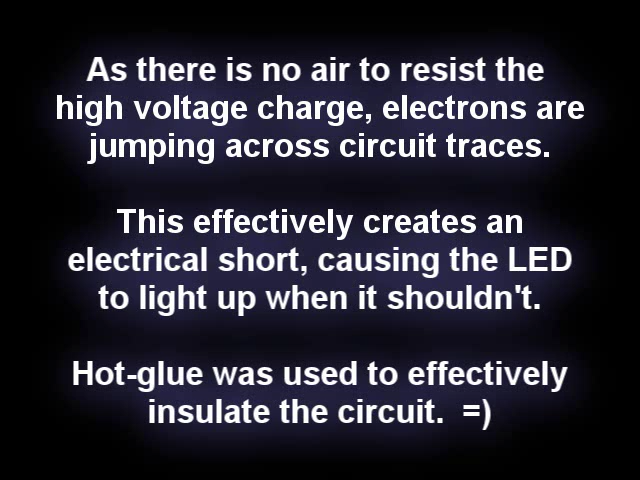 As there is no air to resist the
high voltage charge, electrons are
jumping across circuit traces.
This effectively creates an
electrical short, causing the LED
to light up when it shouldn't.
Hot-glue was used to effectively
insulate the circuit.  =)